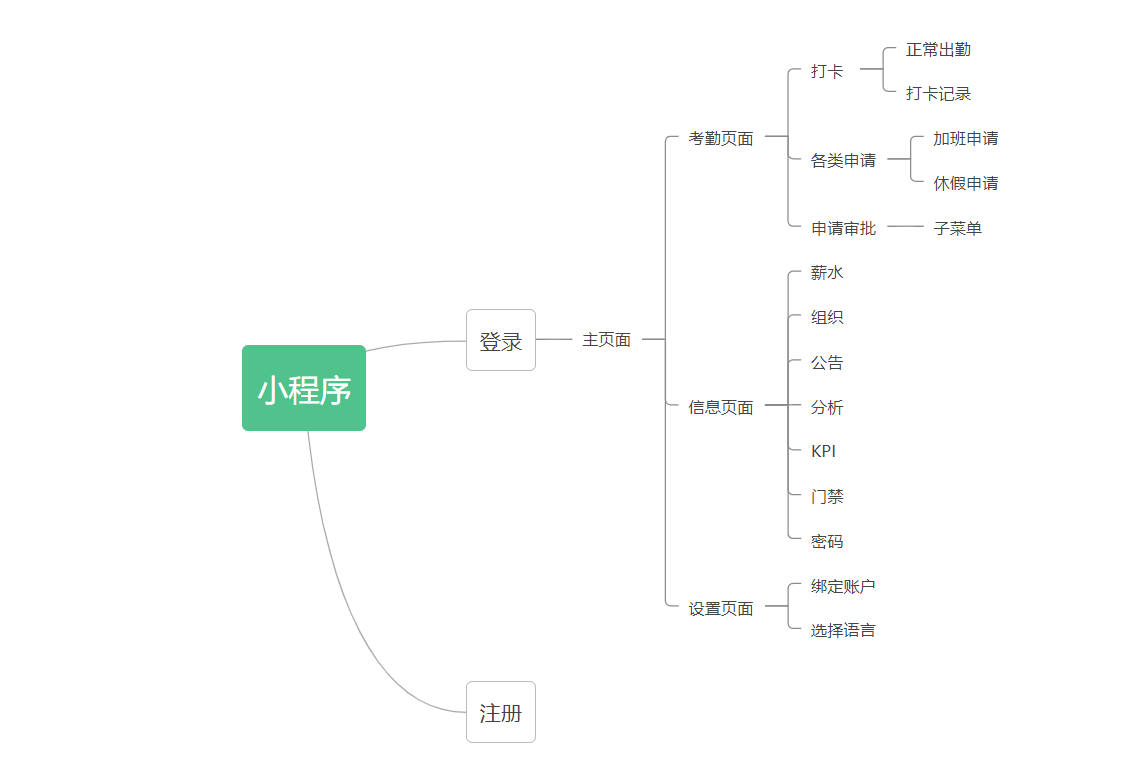 小程序
登录
主页面
考勤页面
打卡
正常出勤
打卡记录
各类申请
加班申请
休假申请
申请审批
子菜单
信息页面
薪水
组织
公告
分析
KPI
门禁
密码
设置页面
绑定账户
选择语言
注册